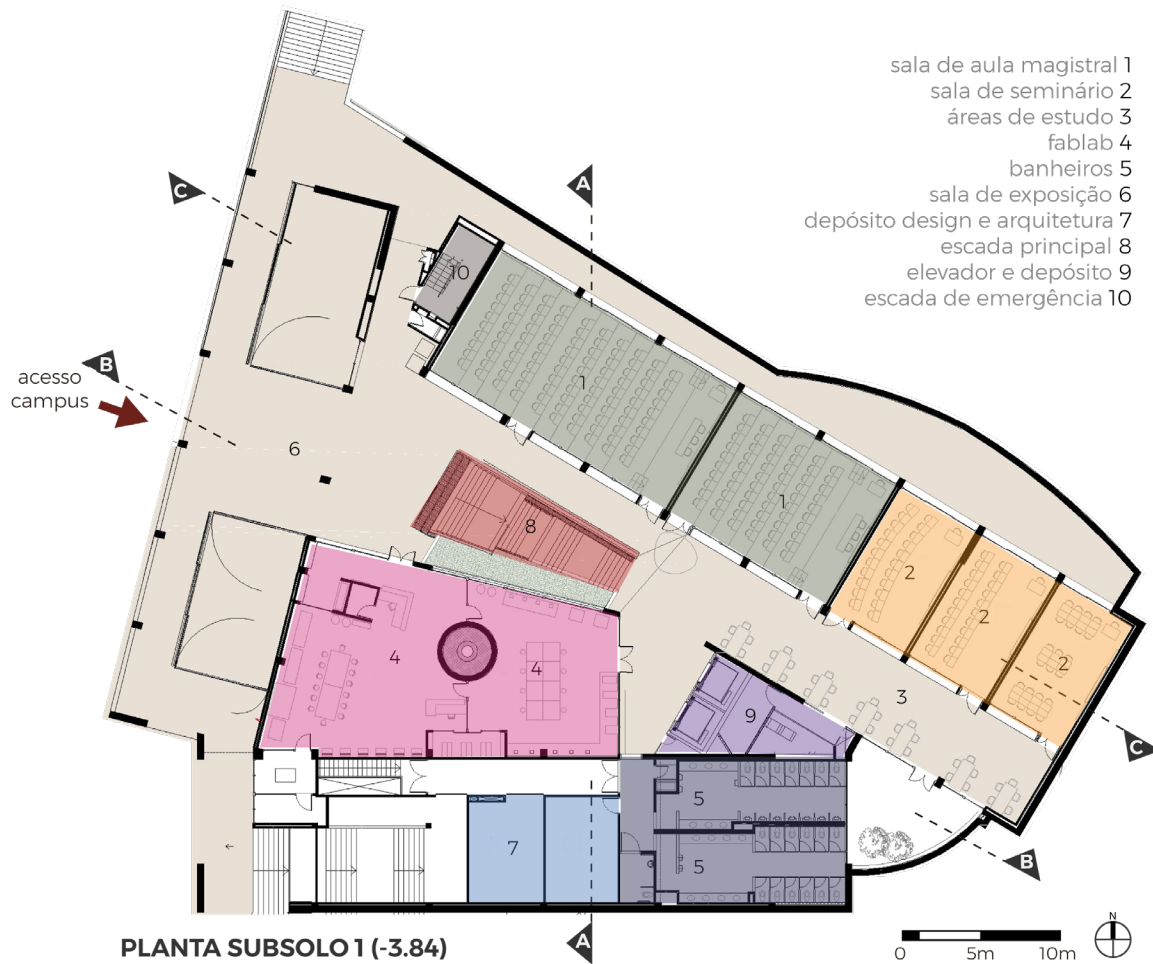 sala de aula magistral 1
sala de seminário 2
áreas de estudo 3
fablab 4
banheiros 5
sala de exposição 6
depósito design e arquitetura 7
escada principal 8
elevador e depósito 9
escada de emergência 10
A
C
10
B
acesso
campus
1
6
1
8
2
2
2
4
4
3
9
C
5
7
5
B
A
PLANTA SUBSOLO 1 (-3.84)
N
0 5m 10m